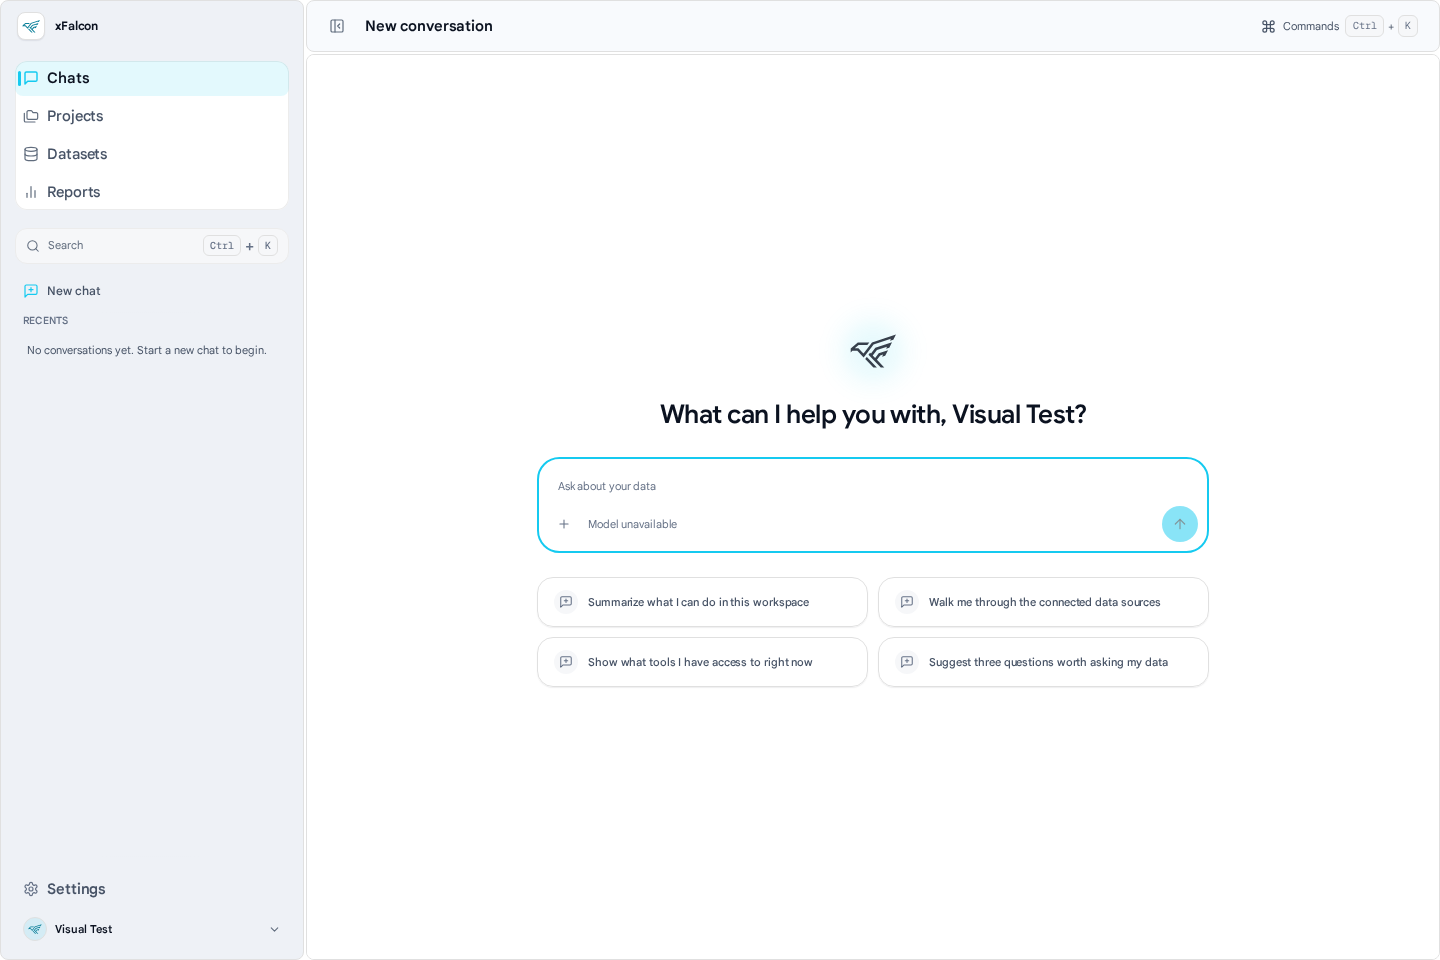 xFalcon
New conversation
Commands Ctrl + K
Chats
Projects
Datasets
Reports
Search Ctrl + K
New chat
RECENTS
No conversations yet. Start a new chat to begin.
What can I help you with, Visual Test?
Ask about your data
Model unavailable
Summarize what I can do in this workspace
Walk me through the connected data sources
Show what tools I have access to right now
Suggest three questions worth asking my data
Settings
Visual Test